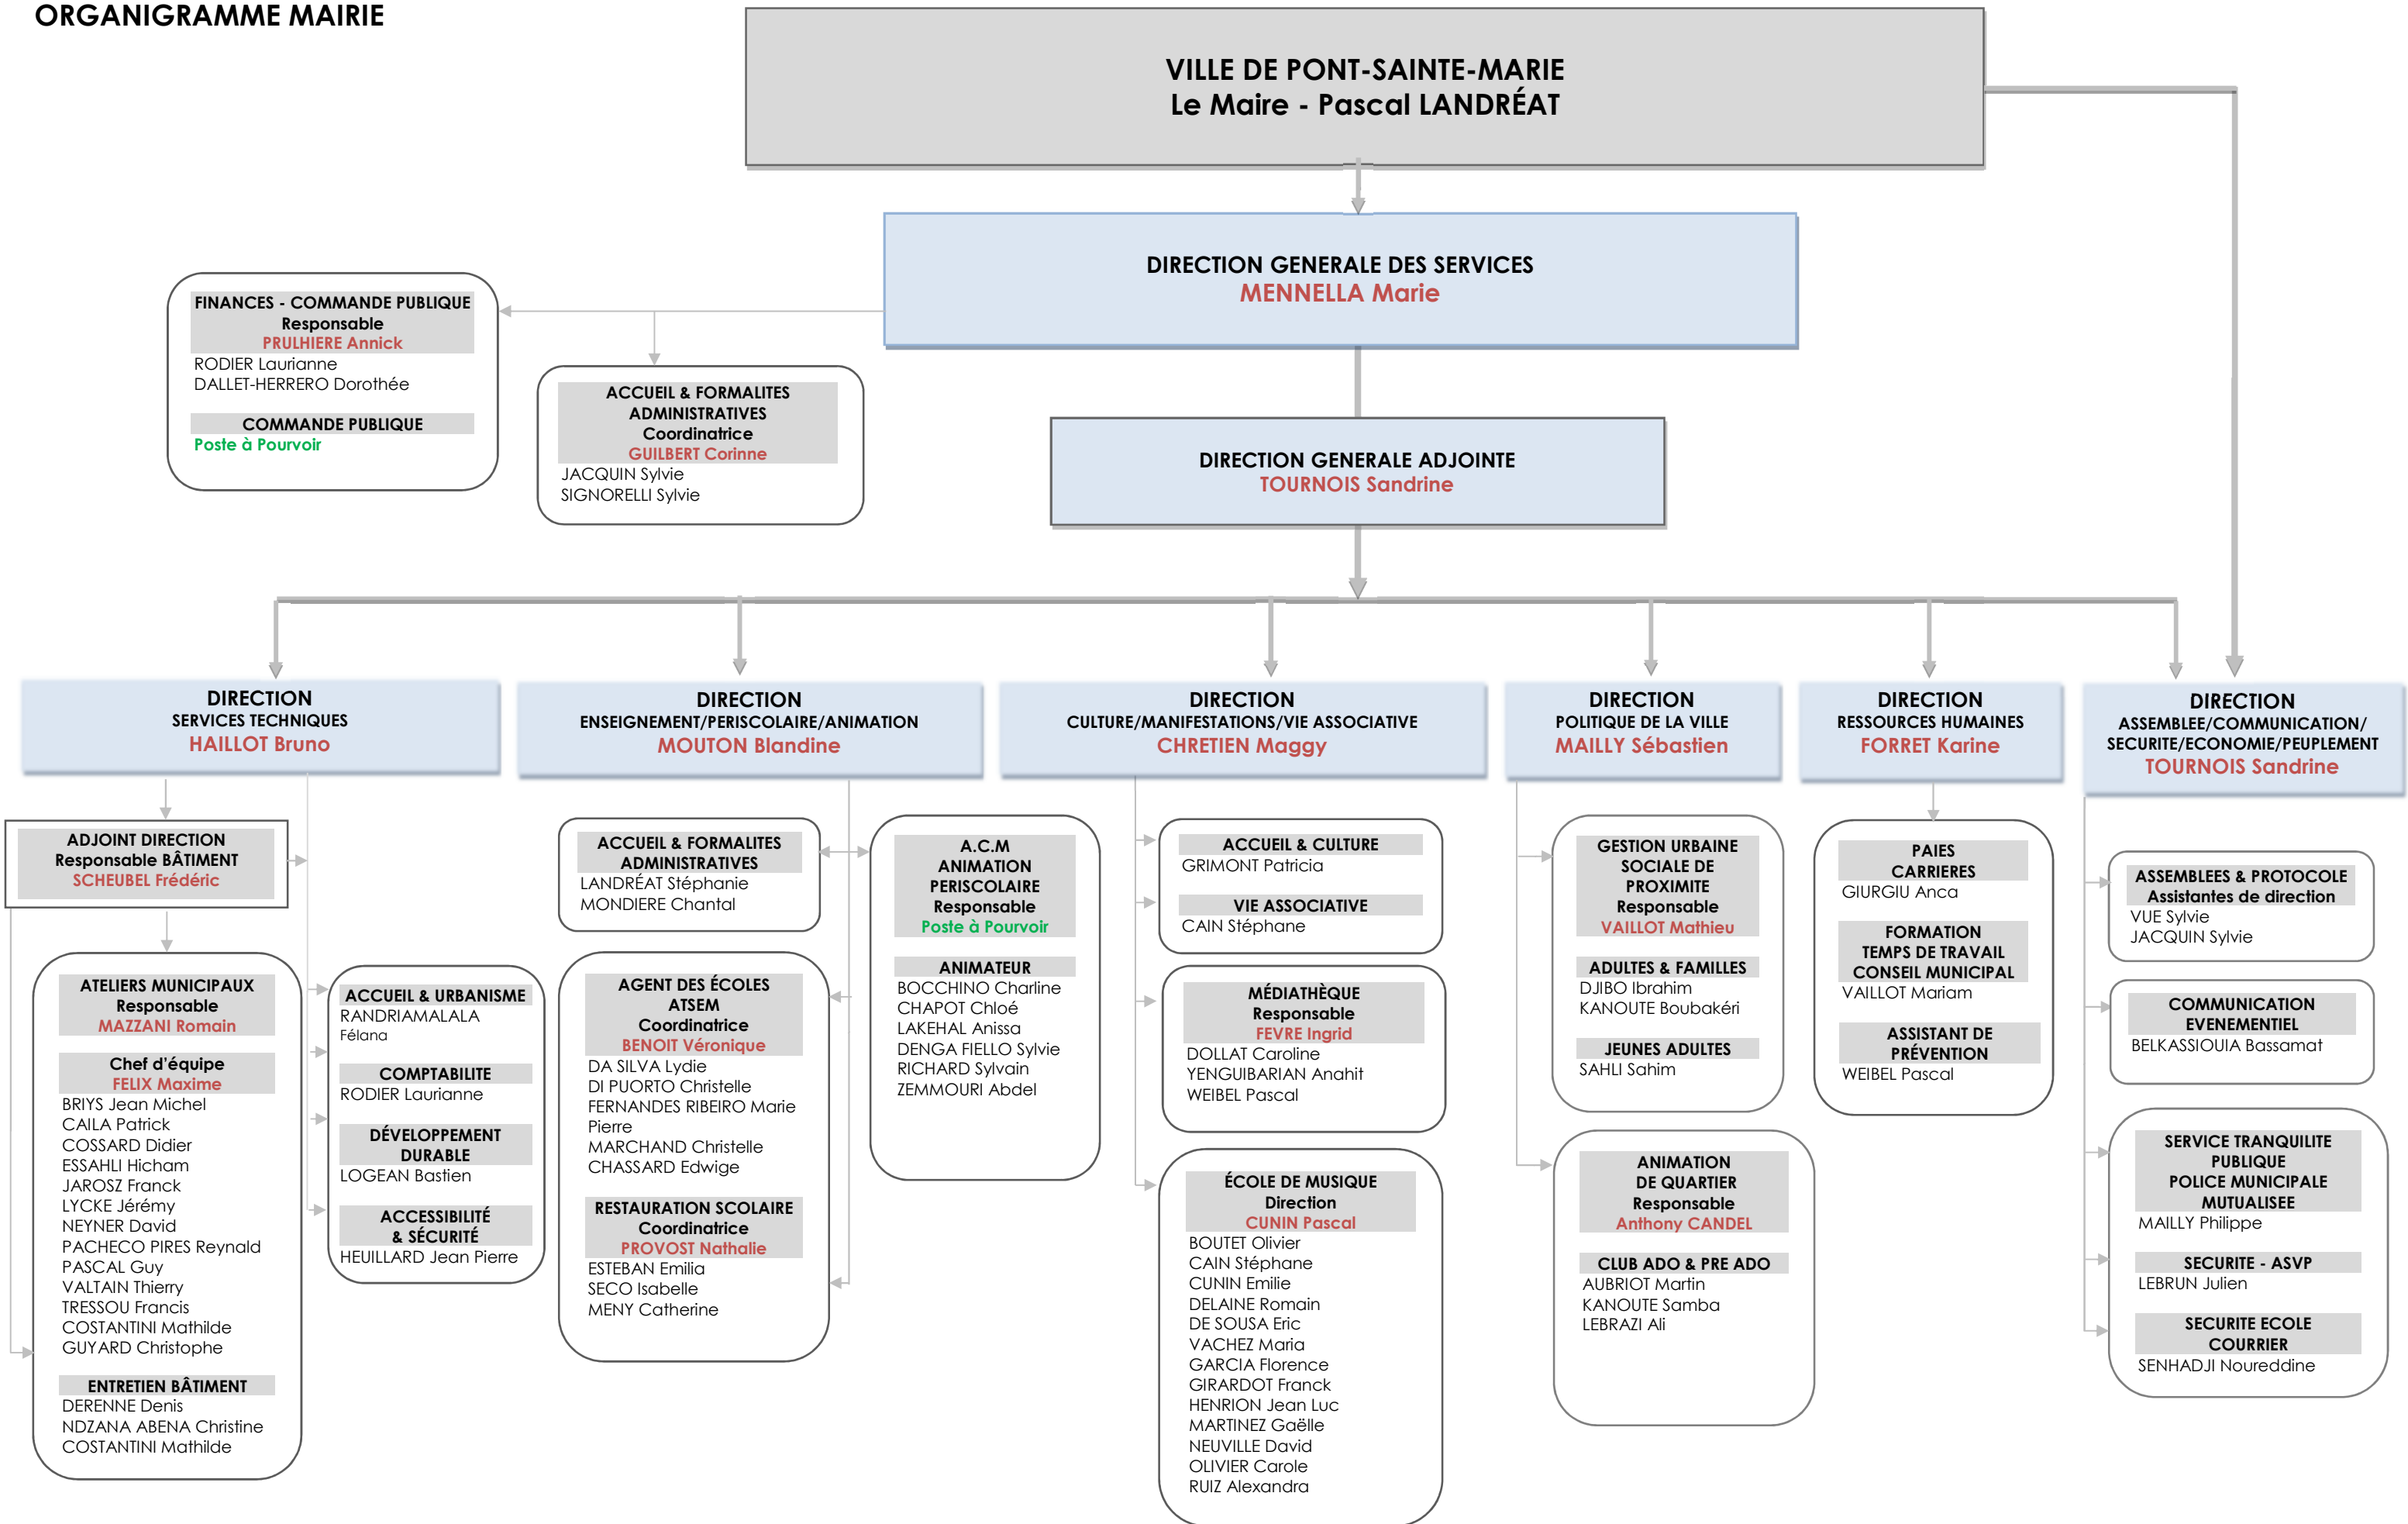 ORGANIGRAMME MAIRIE
VILLE DE PONT-SAINTE-MARIE
Le Maire - Pascal LANDRÉAT
DIRECTION GENERALE DES SERVICES
MENNELLA Marie
FINANCES - COMMANDE PUBLIQUE
Responsable
PRULHIERE Annick
RODIER Laurianne
DALLET-HERRERO Dorothée
COMMANDE PUBLIQUE
Poste à Pourvoir
ACCUEIL & FORMALITES
ADMINISTRATIVES
Coordinatrice
GUILBERT Corinne
JACQUIN Sylvie
SIGNORELLI Sylvie
DIRECTION GENERALE ADJOINTE
TOURNOIS Sandrine
DIRECTION
SERVICES TECHNIQUES
HAILLOT Bruno
ADJOINT DIRECTION
Responsable BÂTIMENT
SCHEUBEL Frédéric
ATELIERS MUNICIPAUX
Responsable
MAZZANI Romain
Chef d'équipe
FELIX Maxime
BRIYS Jean Michel
CAILA Patrick
COSSARD Didier
ESSAHLI Hicham
JAROSZ Franck
LYCKE Jérémy
NEYNER David
PACHECO PIRES Reynald
PASCAL Guy
VALTAIN Thierry
TRESSOU Francis
COSTANTINI Mathilde
GUYARD Christophe
ENTRETIEN BÂTIMENT
DERENNE Denis
NDZANA ABENA Christine
COSTANTINI Mathilde
ACCUEIL & URBANISME
RANDRIAMALALA
Félana
COMPTABILITE
RODIER Laurianne
DÉVELOPPEMENT
DURABLE
LOGEAN Bastien
ACCESSIBILITÉ
& SÉCURITÉ
HEUILLARD Jean Pierre
DIRECTION
ENSEIGNEMENT/PERISCOLAIRE/ANIMATION
MOUTON Blandine
ACCUEIL & FORMALITES
ADMINISTRATIVES
LANDRÉAT Stéphanie
MONDIERE Chantal
AGENT DES ÉCOLES
ATSEM
Coordinatrice
BENOIT Véronique
DA SILVA Lydie
DI PUORTO Christelle
FERNANDES RIBEIRO Marie
Pierre
MARCHAND Christelle
CHASSARD Edwige
RESTAURATION SCOLAIRE
Coordinatrice
PROVOST Nathalie
ESTEBAN Emilia
SECO Isabelle
MENY Catherine
A.C.M
ANIMATION
PERISCOLAIRE
Responsable
Poste à Pourvoir
ANIMATEUR
BOCCHINO Charline
CHAPOT Chloé
LAKEHAL Anissa
DENGA FIELLO Sylvie
RICHARD Sylvain
ZEMMOURI Abdel
DIRECTION
CULTURE/MANIFESTATIONS/VIE ASSOCIATIVE
CHRETIEN Maggy
ACCUEIL & CULTURE
GRIMONT Patricia
VIE ASSOCIATIVE
CAIN Stéphane
MÉDIATHÈQUE
Responsable
FEVRE Ingrid
DOLLAT Caroline
YENGUIBARIAN Anahit
WEIBEL Pascal
ÉCOLE DE MUSIQUE
Direction
CUNIN Pascal
BOUTET Olivier
CAIN Stéphane
CUNIN Emilie
DELAINE Romain
DE SOUSA Eric
VACHEZ Maria
GARCIA Florence
GIRARDOT Franck
HENRION Jean Luc
MARTINEZ Gaëlle
NEUVILLE David
OLIVIER Carole
RUIZ Alexandra
DIRECTION
POLITIQUE DE LA VILLE
MAILLY Sébastien
GESTION URBAINE
SOCIALE DE
PROXIMITE
Responsable
VAILLOT Mathieu
ADULTES & FAMILLES
DJIBO Ibrahim
KANOUTE Boubakéri
JEUNES ADULTES
SAHLI Sahim
ANIMATION
DE QUARTIER
Responsable
Anthony CANDEL
CLUB ADO & PRE ADO
AUBRIOT Martin
KANOUTE Samba
LEBRAZI Ali
DIRECTION
RESSOURCES HUMAINES
FORRET Karine
PAIES
CARRIERES
GIURGIU Anca
FORMATION
TEMPS DE TRAVAIL
CONSEIL MUNICIPAL
VAILLOT Mariam
ASSISTANT DE
PRÉVENTION
WEIBEL Pascal
DIRECTION
ASSEMBLEE/COMMUNICATION/
SECURITE/ECONOMIE/PEUPLEMENT
TOURNOIS Sandrine
ASSEMBLEES & PROTOCOLE
Assistantes de direction
VUE Sylvie
JACQUIN Sylvie
COMMUNICATION
EVENEMENTIEL
BELKASSIOUIA Bassamat
SERVICE TRANQUILITE
PUBLIQUE
POLICE MUNICIPALE
MUTUALISEE
MAILLY Philippe
SECURITE - ASVP
LEBRUN Julien
SECURITE ECOLE
COURRIER
SENHADJI Noureddine